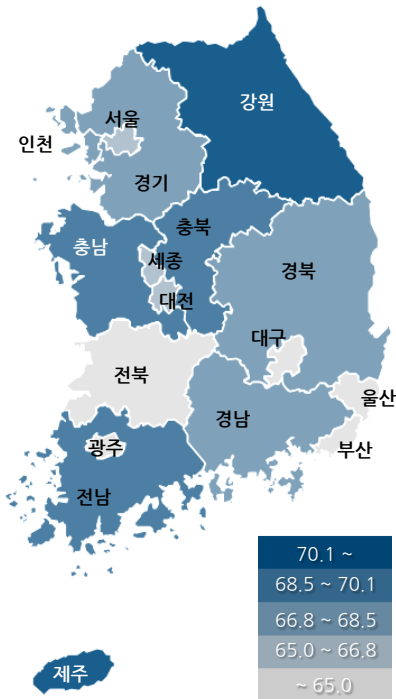 강원
서울
인천
경기
충북
충남
세종
경북
대전
대구
전북
울산
경남
광주
부산
전남
제주
70.1 ~
68.5 ~ 70.1
66.8 ~ 68.5
65.0 ~ 66.8
~ 65.0